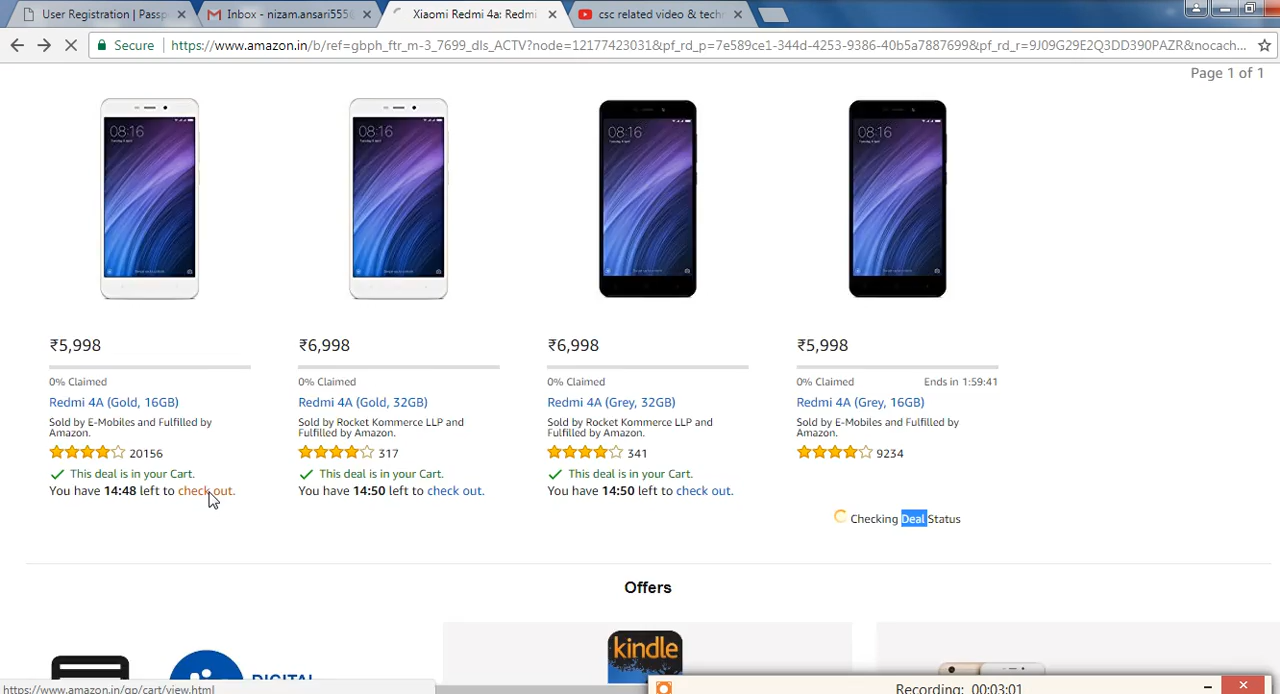 User Registration | Passp
Inbox - nizam.ansari555
Xiaomi Redmi 4a: Redmi
csc related video & techn
Secure
https://www.amazon.in/b/ref=gbph_ftr_m-3_7699_dls_ACTV?node=12177423031&pf_rd_p=7e589ce1-344d-4253-9386-40b5a7887699&pf_rd_r=9J09G29E2Q3DD390PAZR&nocach...
Page 1 of 1
08:16
08:16
08:16
08:16
₹5,998
₹6,998
₹6,998
₹5,998
0% Claimed
0% Claimed
0% Claimed
0% Claimed Ends in 1:59:41
Redmi 4A (Gold, 16GB)
Redmi 4A (Gold, 32GB)
Redmi 4A (Grey, 32GB)
Redmi 4A (Grey, 16GB)
Sold by E-Mobiles and Fulfilled by
Amazon.
Sold by Rocket Kommerce LLP and
Fulfilled by Amazon.
Sold by Rocket Kommerce LLP and
Fulfilled by Amazon.
Sold by E-Mobiles and Fulfilled by
Amazon.
20156
317
341
9234
This deal is in your Cart.
This deal is in your Cart.
This deal is in your Cart.
You have 14:48 left to check out.
You have 14:50 left to check out.
You have 14:50 left to check out.
Checking Deal Status
Offers
kindle
DIGITAL
https://www.amazon.in/gp/cart/view.html
Recording: 00:03:01